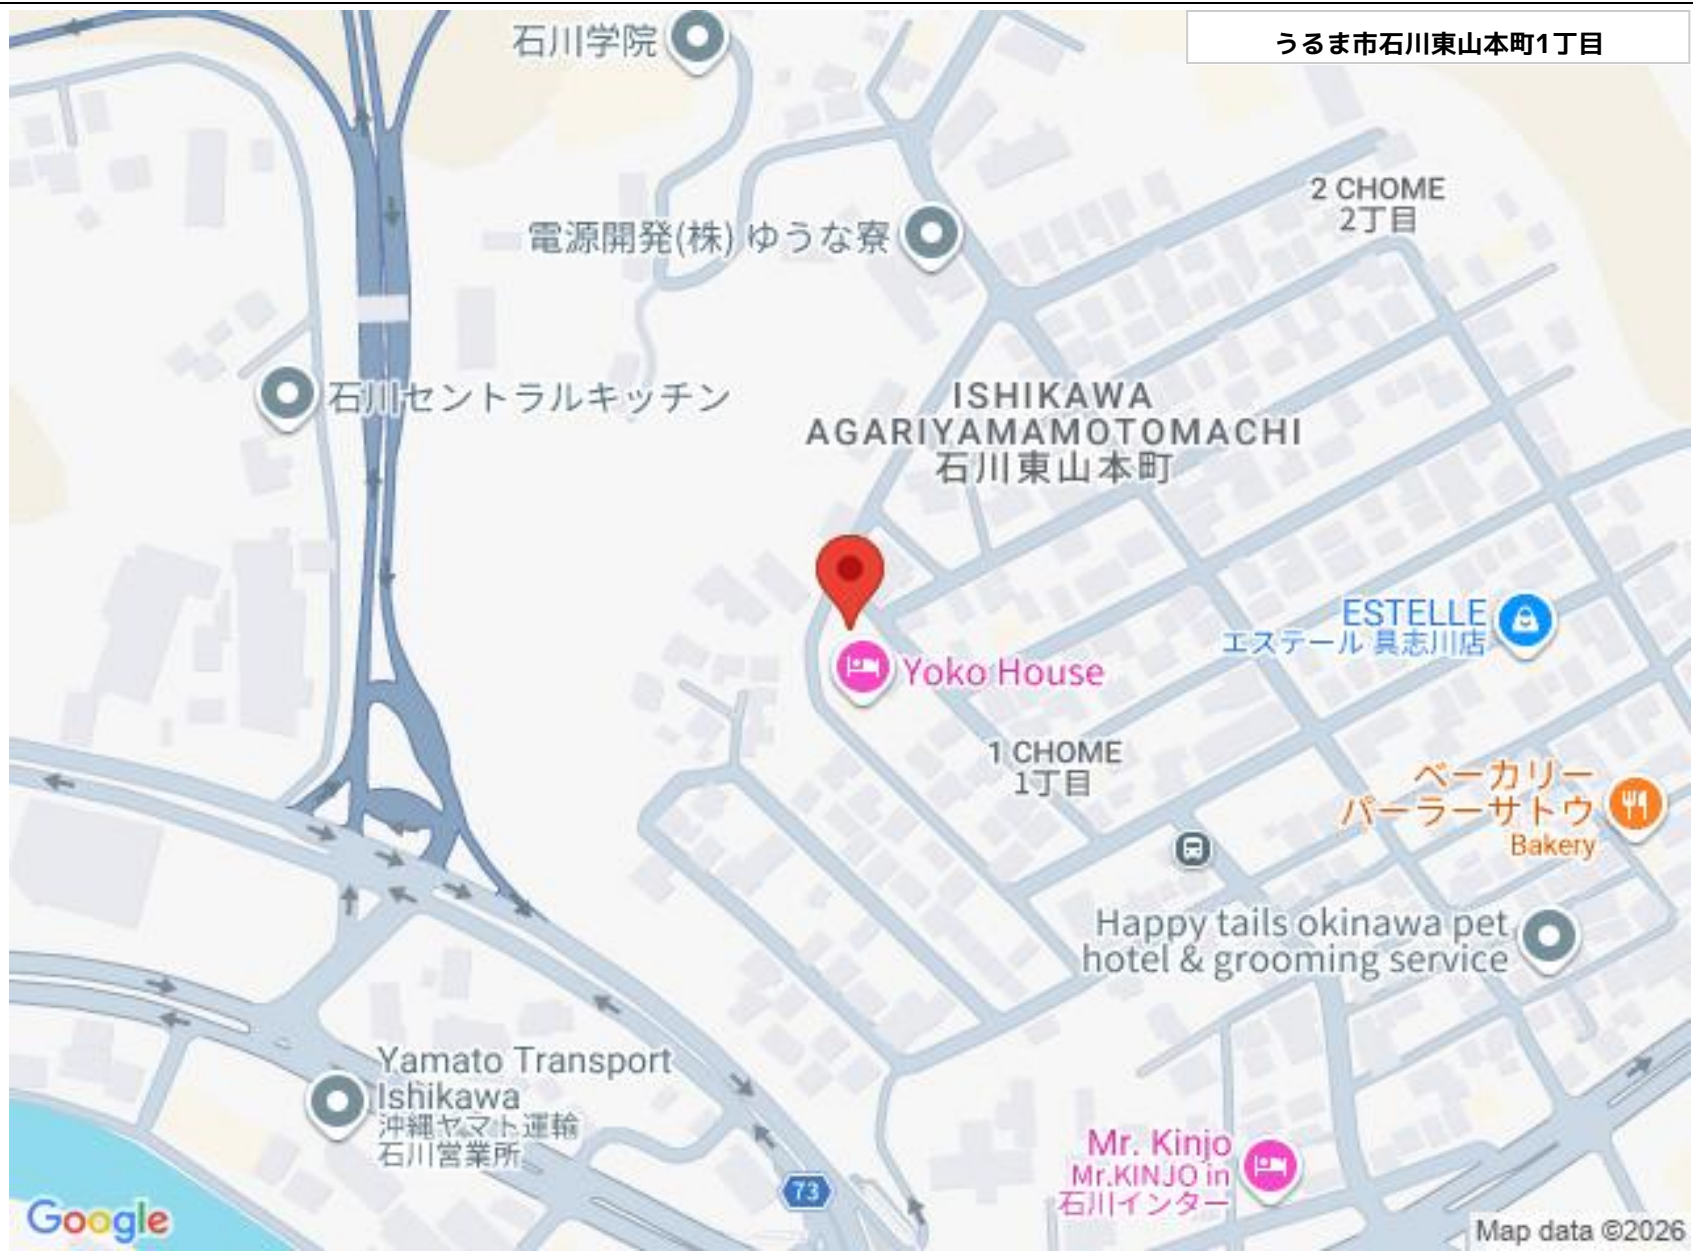 うるま市石川東山本町1丁目
石川学院
2 CHOME
2丁目
電源開発(株) ゆうな寮
石川セントラルキッチン
ISHIKAWA
AGARIYAMAMOTOMACHI
石川東山本町
ESTELLE
エステール 具志川店
Yoko House
1 CHOME
1丁目
ベーカリー
パーラーサトウ
Bakery
Happy tails okinawa pet
hotel & grooming service
Yamato Transport
Ishikawa
沖縄ヤマト運輸
石川営業所
Mr. Kinjo
Mr.KINJO in
石川インター
73
Google
Map data ©2026